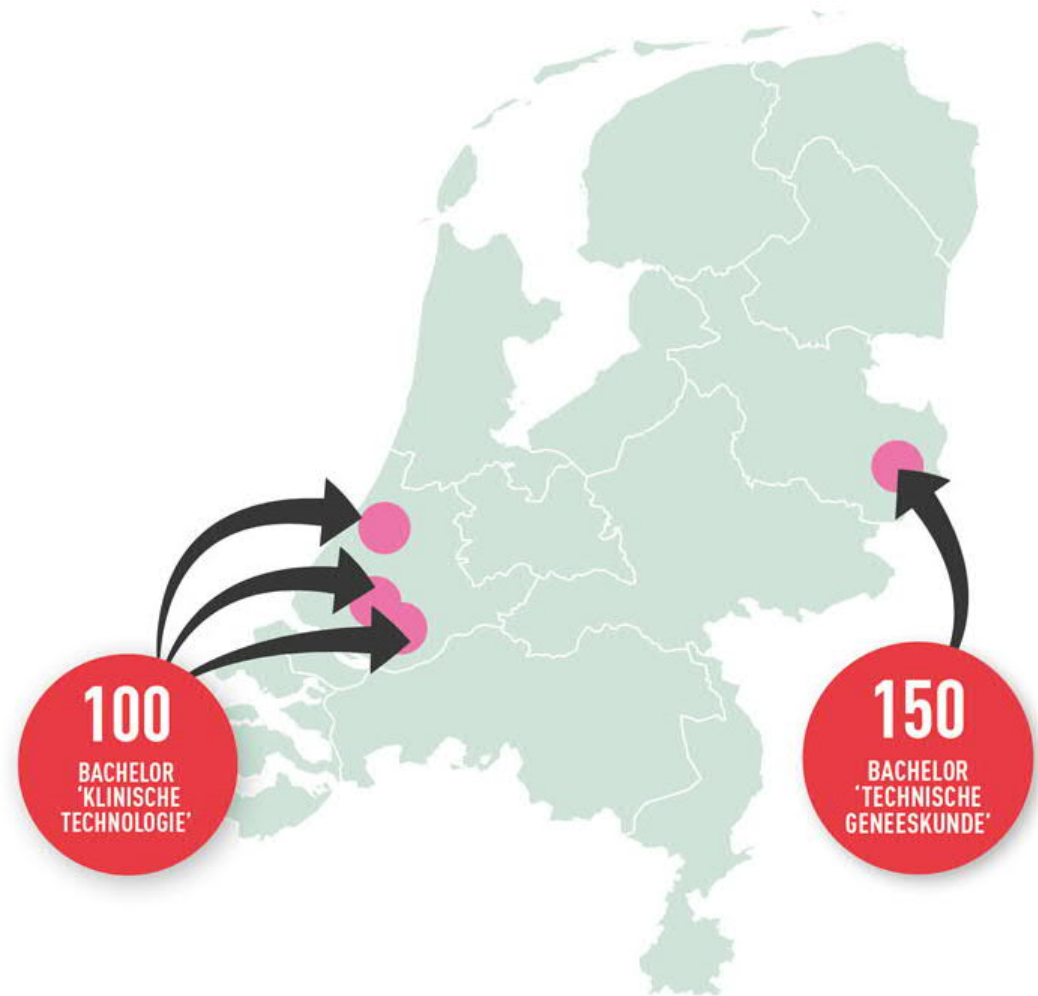 100
BACHELOR
'KLINISCHE
TECHNOLOGIE'
150
BACHELOR
'TECHNISCHE
GENEESKUNDE'